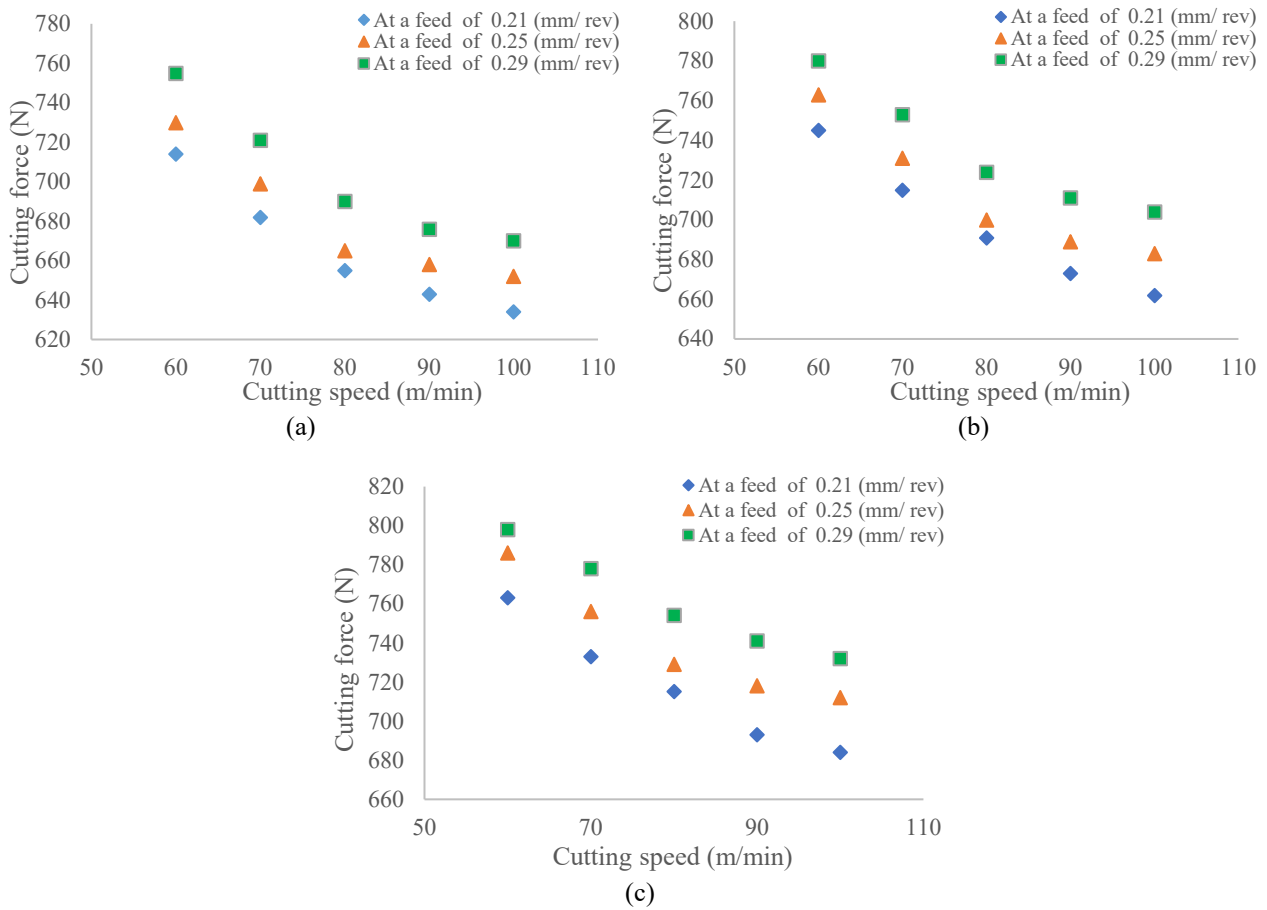 780
760
740
720
700
680
660
640
620
Cutting force (N)
At a feed of 0.21 (mm/ rev)
At a feed of 0.25 (mm/ rev)
At a feed of 0.29 (mm/ rev)
50 60 70 80 90 100 110
Cutting speed (m/min)
(a)
800
780
760
740
720
700
680
660
640
Cutting force (N)
At a feed of 0.21 (mm/ rev)
At a feed of 0.25 (mm/ rev)
At a feed of 0.29 (mm/ rev)
50 60 70 80 90 100 110
Cutting speed (m/min)
(b)
820
800
780
760
740
720
700
680
660
Cutting force (N)
At a feed of 0.21 (mm/ rev)
At a feed of 0.25 (mm/ rev)
At a feed of 0.29 (mm/ rev)
50 70 90 110
Cutting speed (m/min)
(c)